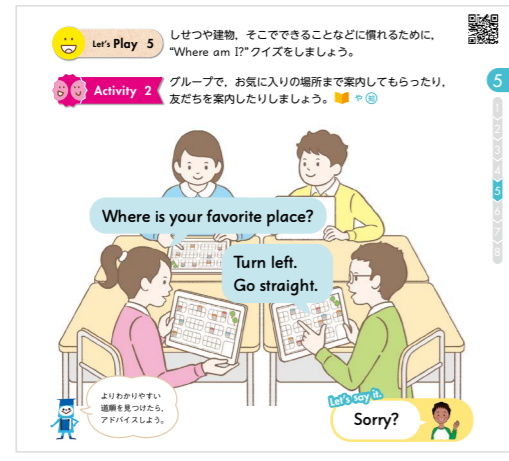 Let's Play 5
しせつや建物，そこでできることなどに慣れるために，
“Where am I?”クイズをしましょう。
Activity 2
グループで，お気に入りの場所まで案内してもらったり，
友だちを案内したりしましょう。 や
5
1
2
3
4
5
6
7
8
Where is your favorite place?
Turn left.
Go straight.
よりわかりやすい
道順を見つけたら，
アドバイスしよう。
Let's say it.
Sorry?